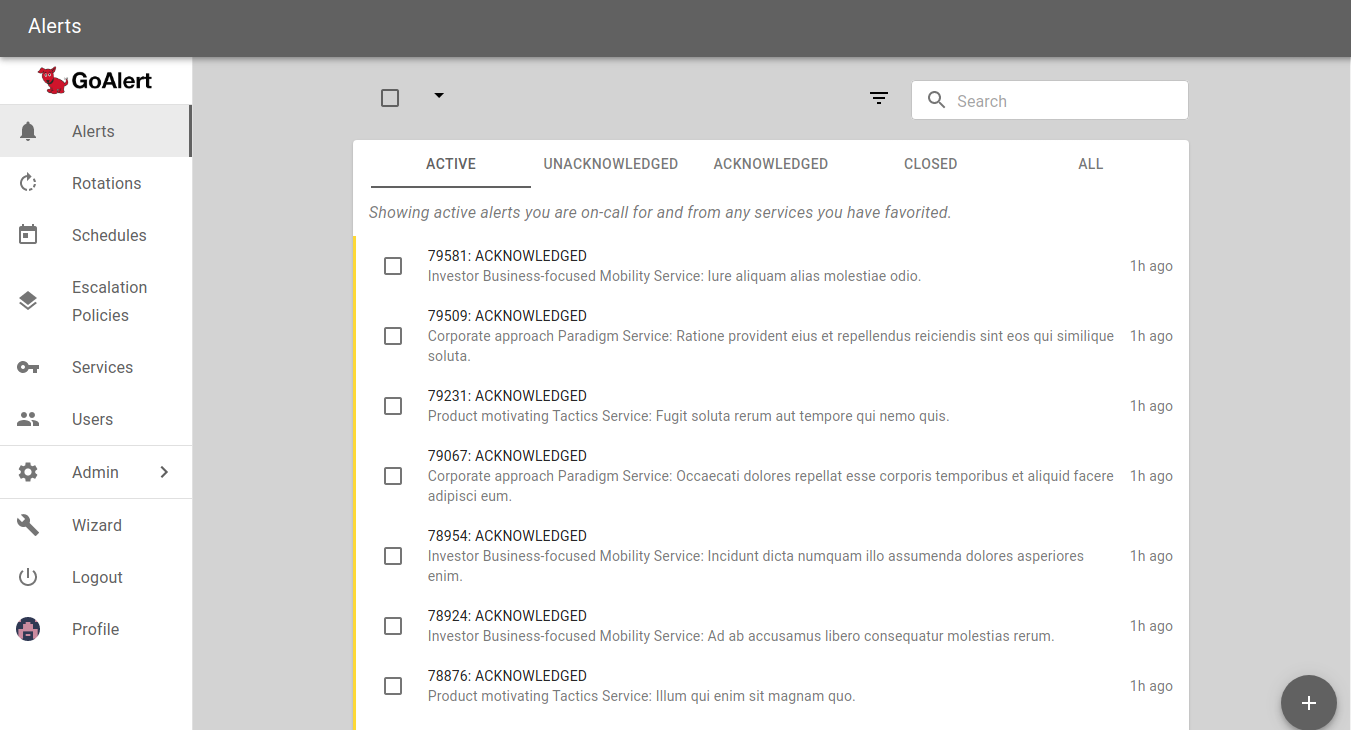 Alerts
GoAlert
Alerts
Rotations
Schedules
Escalation
Policies
Services
Users
Admin
Wizard
Logout
Profile
Search
ACTIVE UNACKNOWLEDGED ACKNOWLEDGED CLOSED ALL
Showing active alerts you are on-call for and from any services you have favorited.
79581: ACKNOWLEDGED
Investor Business-focused Mobility Service: Iure aliquam alias molestiae odio.
1h ago
79509: ACKNOWLEDGED
Corporate approach Paradigm Service: Ratione provident eius et repellendus reiciendis sint eos qui similique
soluta.
1h ago
79231: ACKNOWLEDGED
Product motivating Tactics Service: Fugit soluta rerum aut tempore qui nemo quis.
1h ago
79067: ACKNOWLEDGED
Corporate approach Paradigm Service: Occaecati dolores repellat esse corporis temporibus et aliquid facere
adipisci eum.
1h ago
78954: ACKNOWLEDGED
Investor Business-focused Mobility Service: Incidunt dicta numquam illo assumenda dolores asperiores
enim.
1h ago
78924: ACKNOWLEDGED
Investor Business-focused Mobility Service: Ad ab accusamus libero consequatur molestias rerum.
1h ago
78876: ACKNOWLEDGED
Product motivating Tactics Service: Illum qui enim sit magnam quo.
1h ago